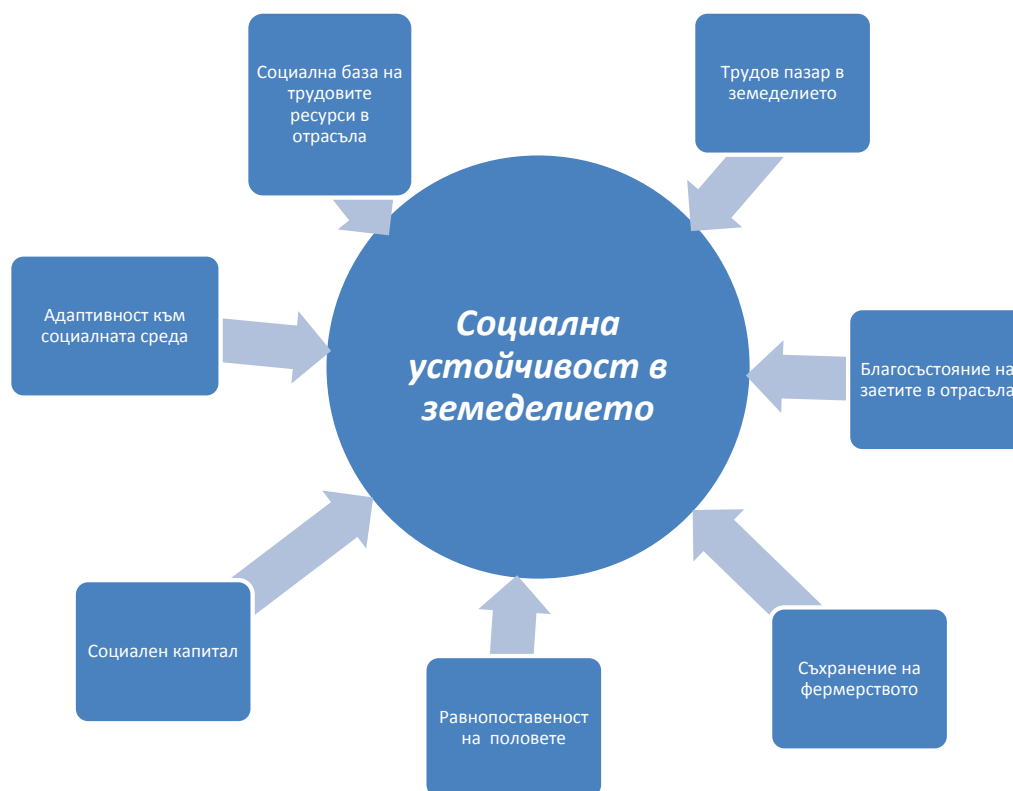 Социална база на
трудовите
ресурси в
отрасъла
Трудов пазар в
земеделието
Адаптивност към
социалната среда
Социална
устойчивост в
земеделието
Благосъстояние на
заетите в отрасъла
Социален капитал
Равнопоставеност
на половете
Съхранение на
фермерството